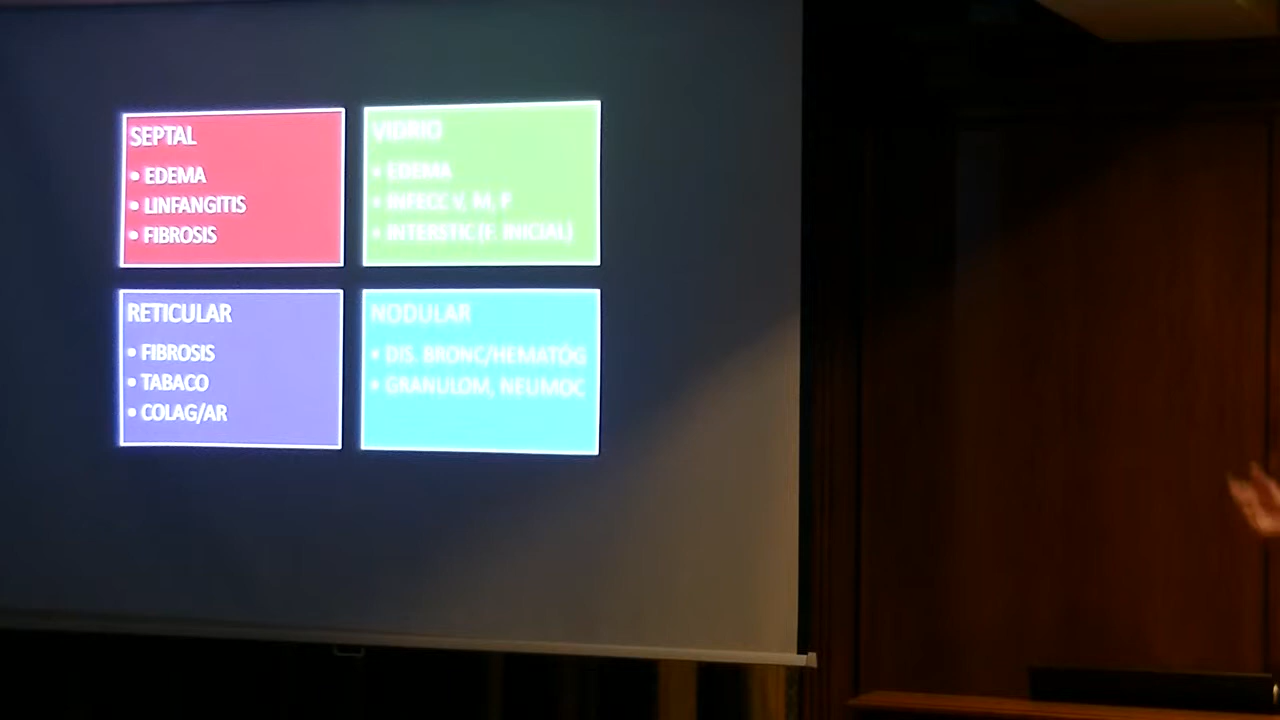 SEPTAL
• EDEMA
• LINFANGITIS
• FIBROSIS
VIDRIO
• EDEMA
• INFECC V, M, P
• INTERSTIC (F. INICIAL)
RETICULAR
• FIBROSIS
• TABACO
• COLAG/AR
NODULAR
• DIS. BRONC/HEMATOG
• GRANULOM, NEUMOC